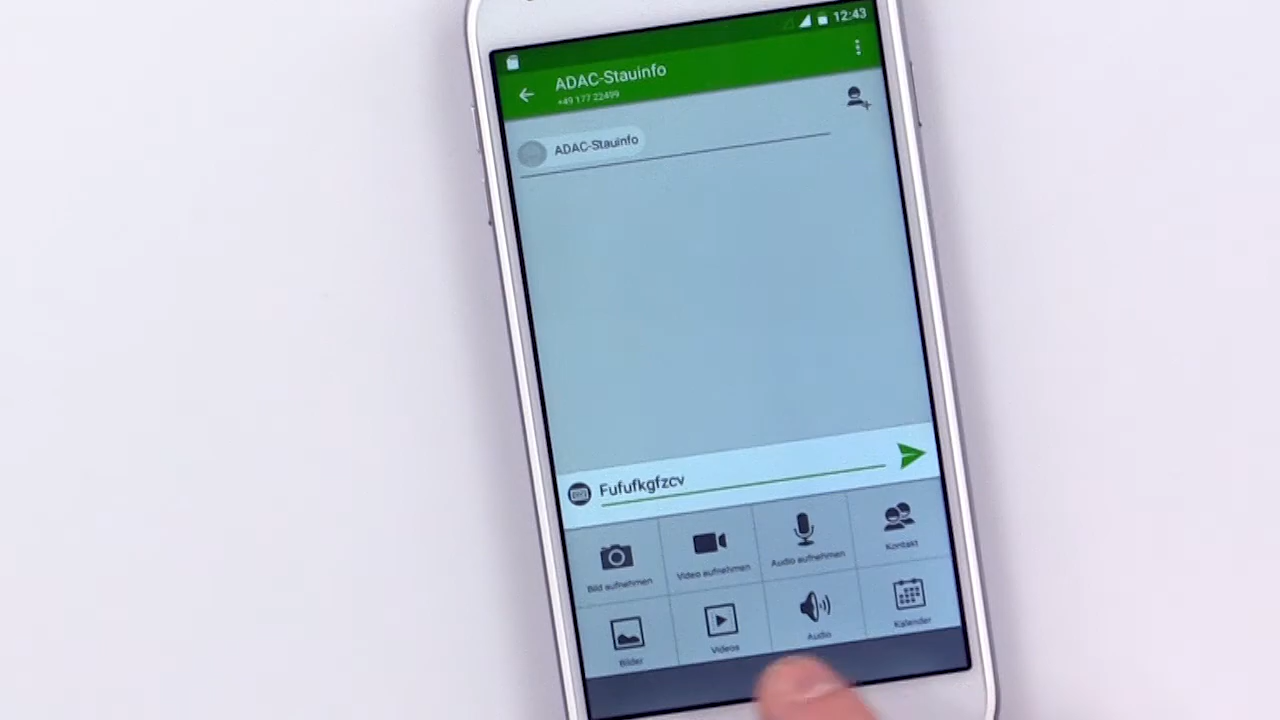 12:43
ADAC-Stauinfo
+49 177 22499
ADAC-Stauinfo
Fufufkgfzcv
Bild aufnehmen
Video aufnehmen
Audio aufnehmen
Kontakt
Bilder
Videos
Audio
Kalender